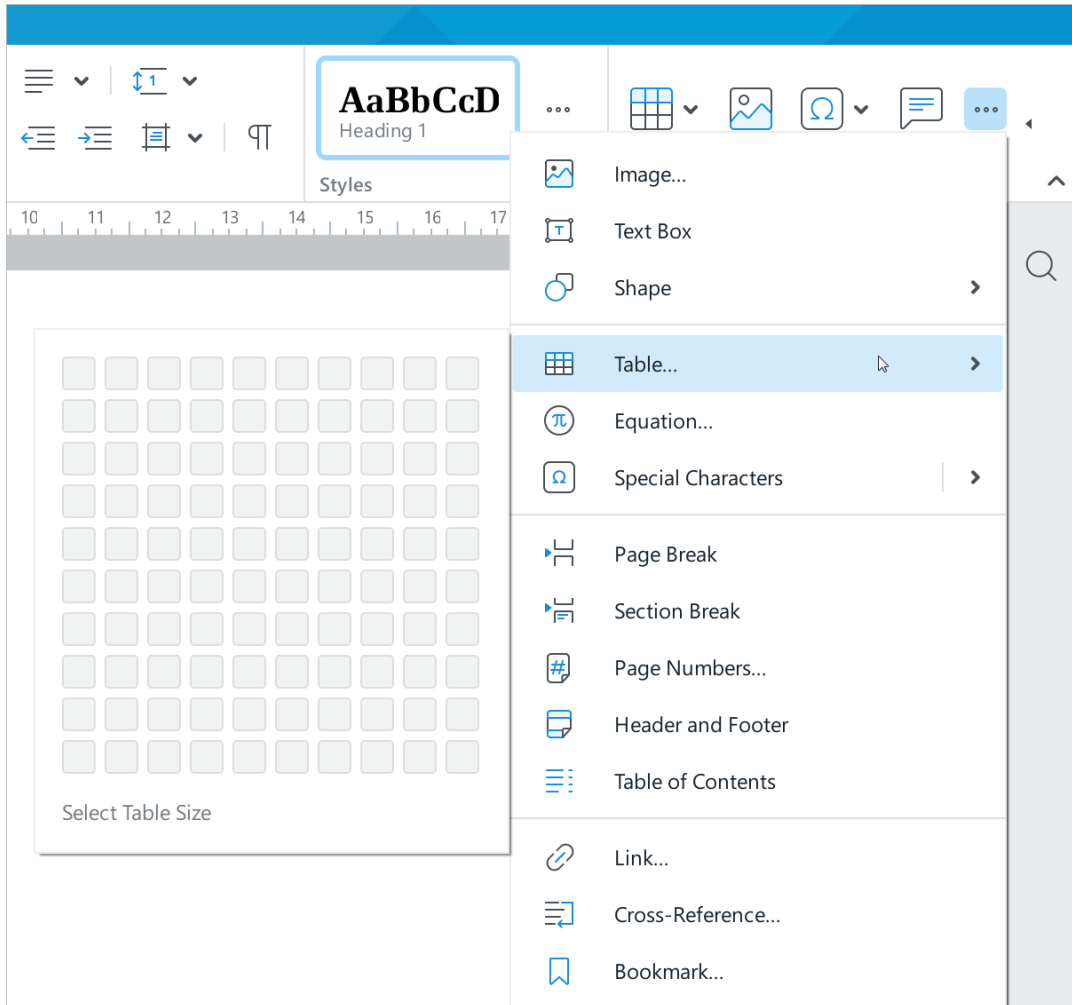 1
AaBbCcD
Heading 1
Styles
10 11 12 13 14 15 16 17
Image...
Text Box
Shape
Table...
Equation...
Special Characters
Page Break
Section Break
Page Numbers...
Header and Footer
Table of Contents
Link...
Cross-Reference...
Bookmark...
Select Table Size